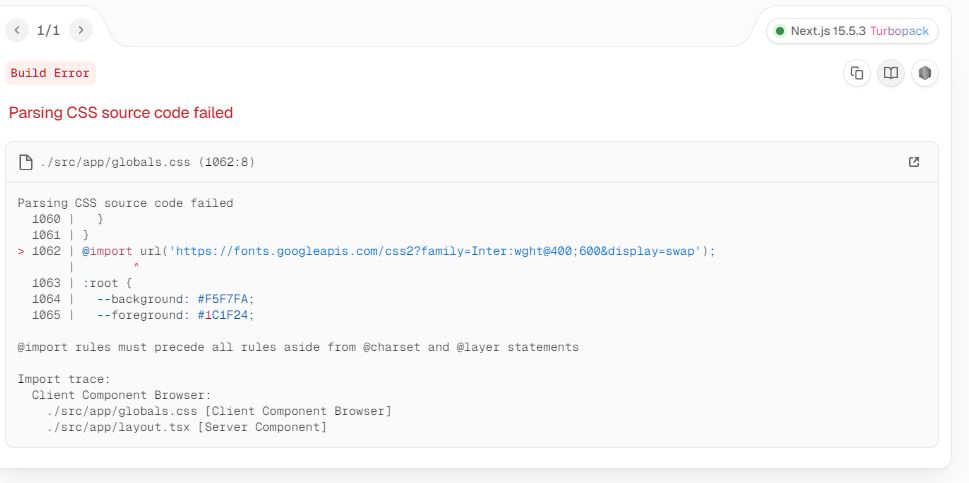 1/1
Next.js 15.5.3 Turbopack
Build Error
Parsing CSS source code failed
./src/app/globals.css (1062:8)
Parsing CSS source code failed
  1060 |   }
  1061 | }
> 1062 | @import url('https://fonts.googleapis.com/css2?family=Inter:wght@400;600&display=swap');
       |        ^
  1063 | :root {
  1064 |   --background: #F5F7FA;
  1065 |   --foreground: #1C1F24;
@import rules must precede all rules aside from @charset and @layer statements
Import trace:
  Client Component Browser:
    ./src/app/globals.css [Client Component Browser]
    ./src/app/layout.tsx [Server Component]